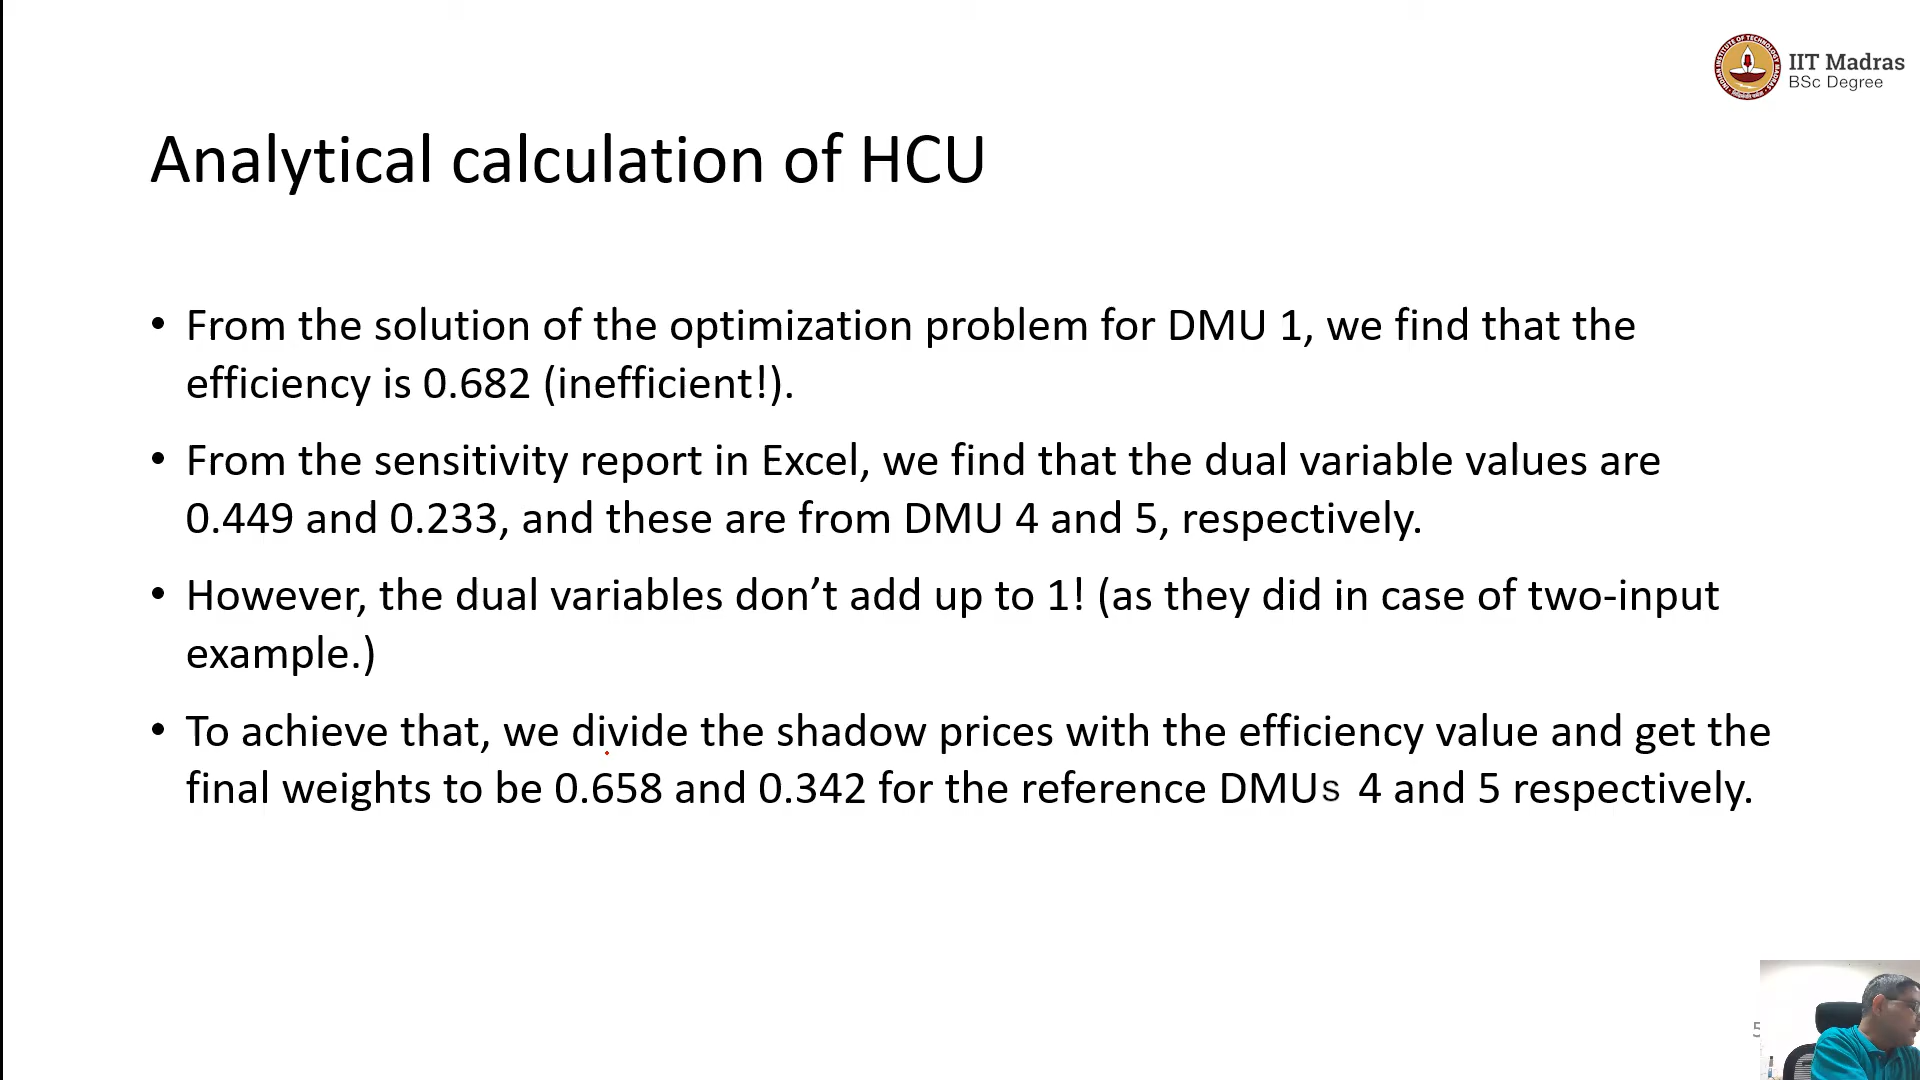 IIT Madras
BSc Degree
Analytical calculation of HCU
• From the solution of the optimization problem for DMU 1, we find that the
efficiency is 0.682 (inefficient!).
• From the sensitivity report in Excel, we find that the dual variable values are
0.449 and 0.233, and these are from DMU 4 and 5, respectively.
• However, the dual variables don’t add up to 1! (as they did in case of two-input
example.)
• To achieve that, we divide the shadow prices with the efficiency value and get the
final weights to be 0.658 and 0.342 for the reference DMUs 4 and 5 respectively.